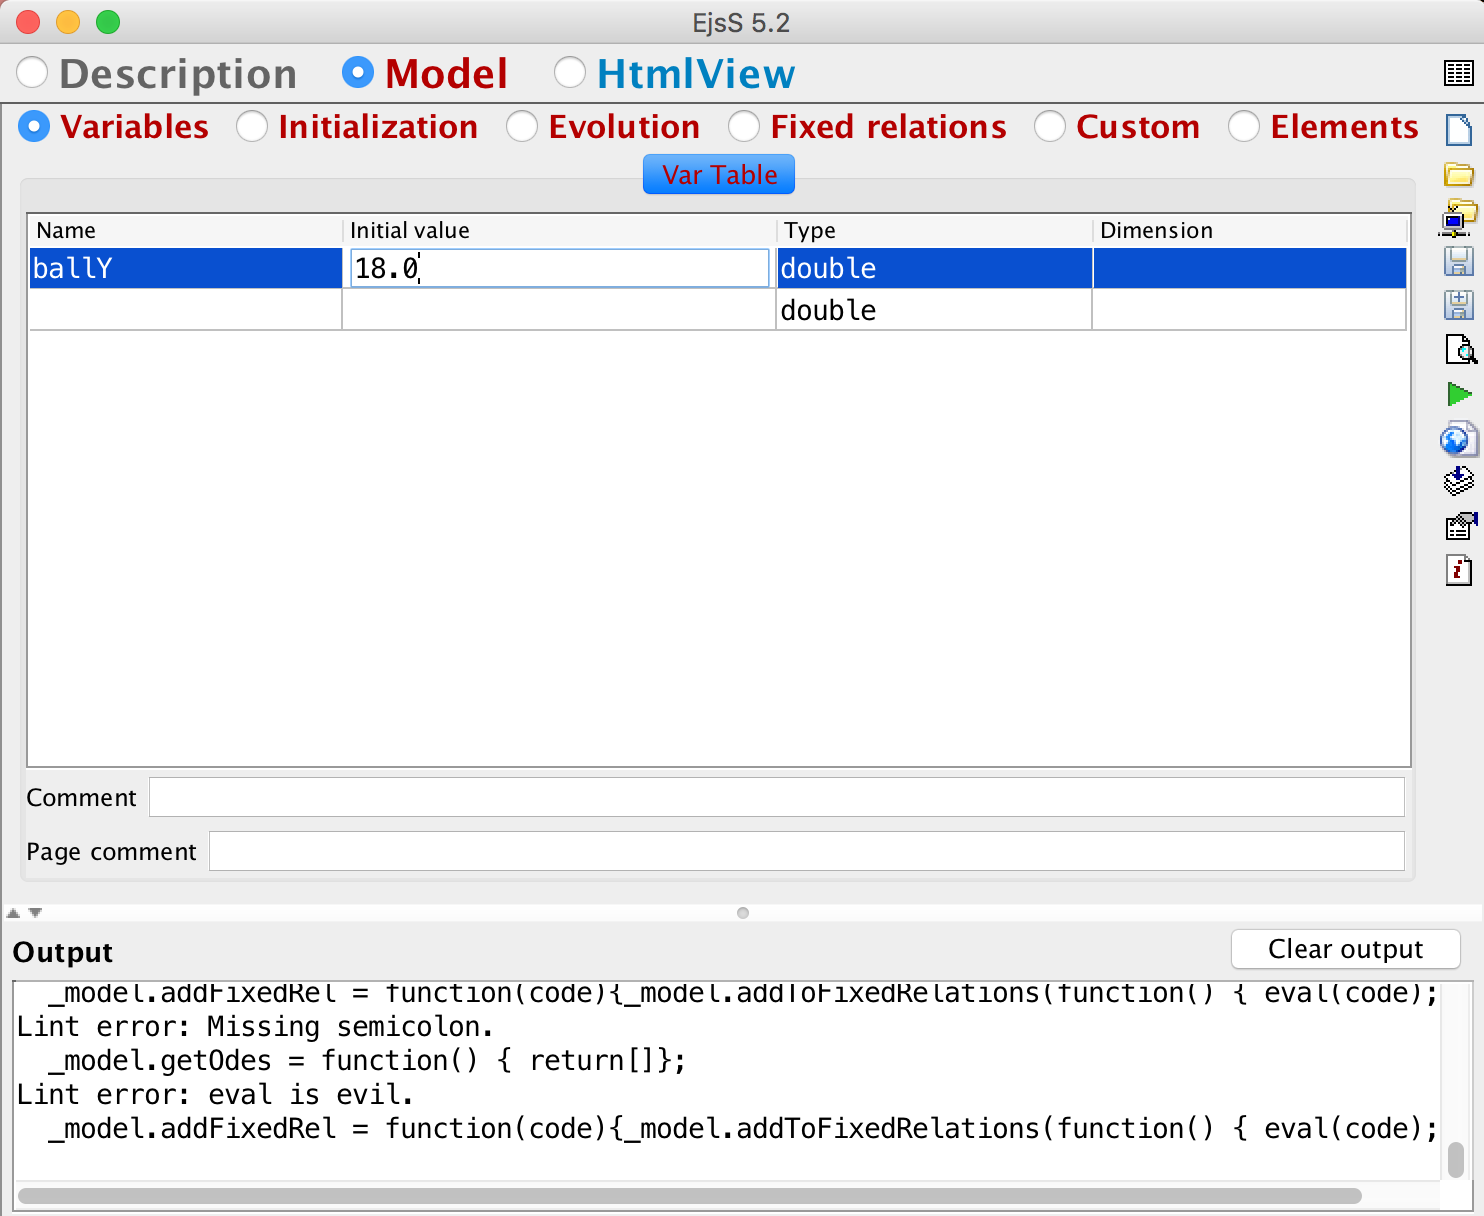 EjsS 5.2
Description Model HtmlView
Variables Initialization Evolution Fixed relations Custom Elements
Var Table
Name Initial value Type Dimension
ballY 18.0 double
double
Comment
Page comment
Output Clear output
_model.addFixedRel = function(code){_model.addToFixedRelations(function() { eval(code);
Lint error: Missing semicolon.
_model.getOdes = function() { return[]};
Lint error: eval is evil.
_model.addFixedRel = function(code){_model.addToFixedRelations(function() { eval(code);